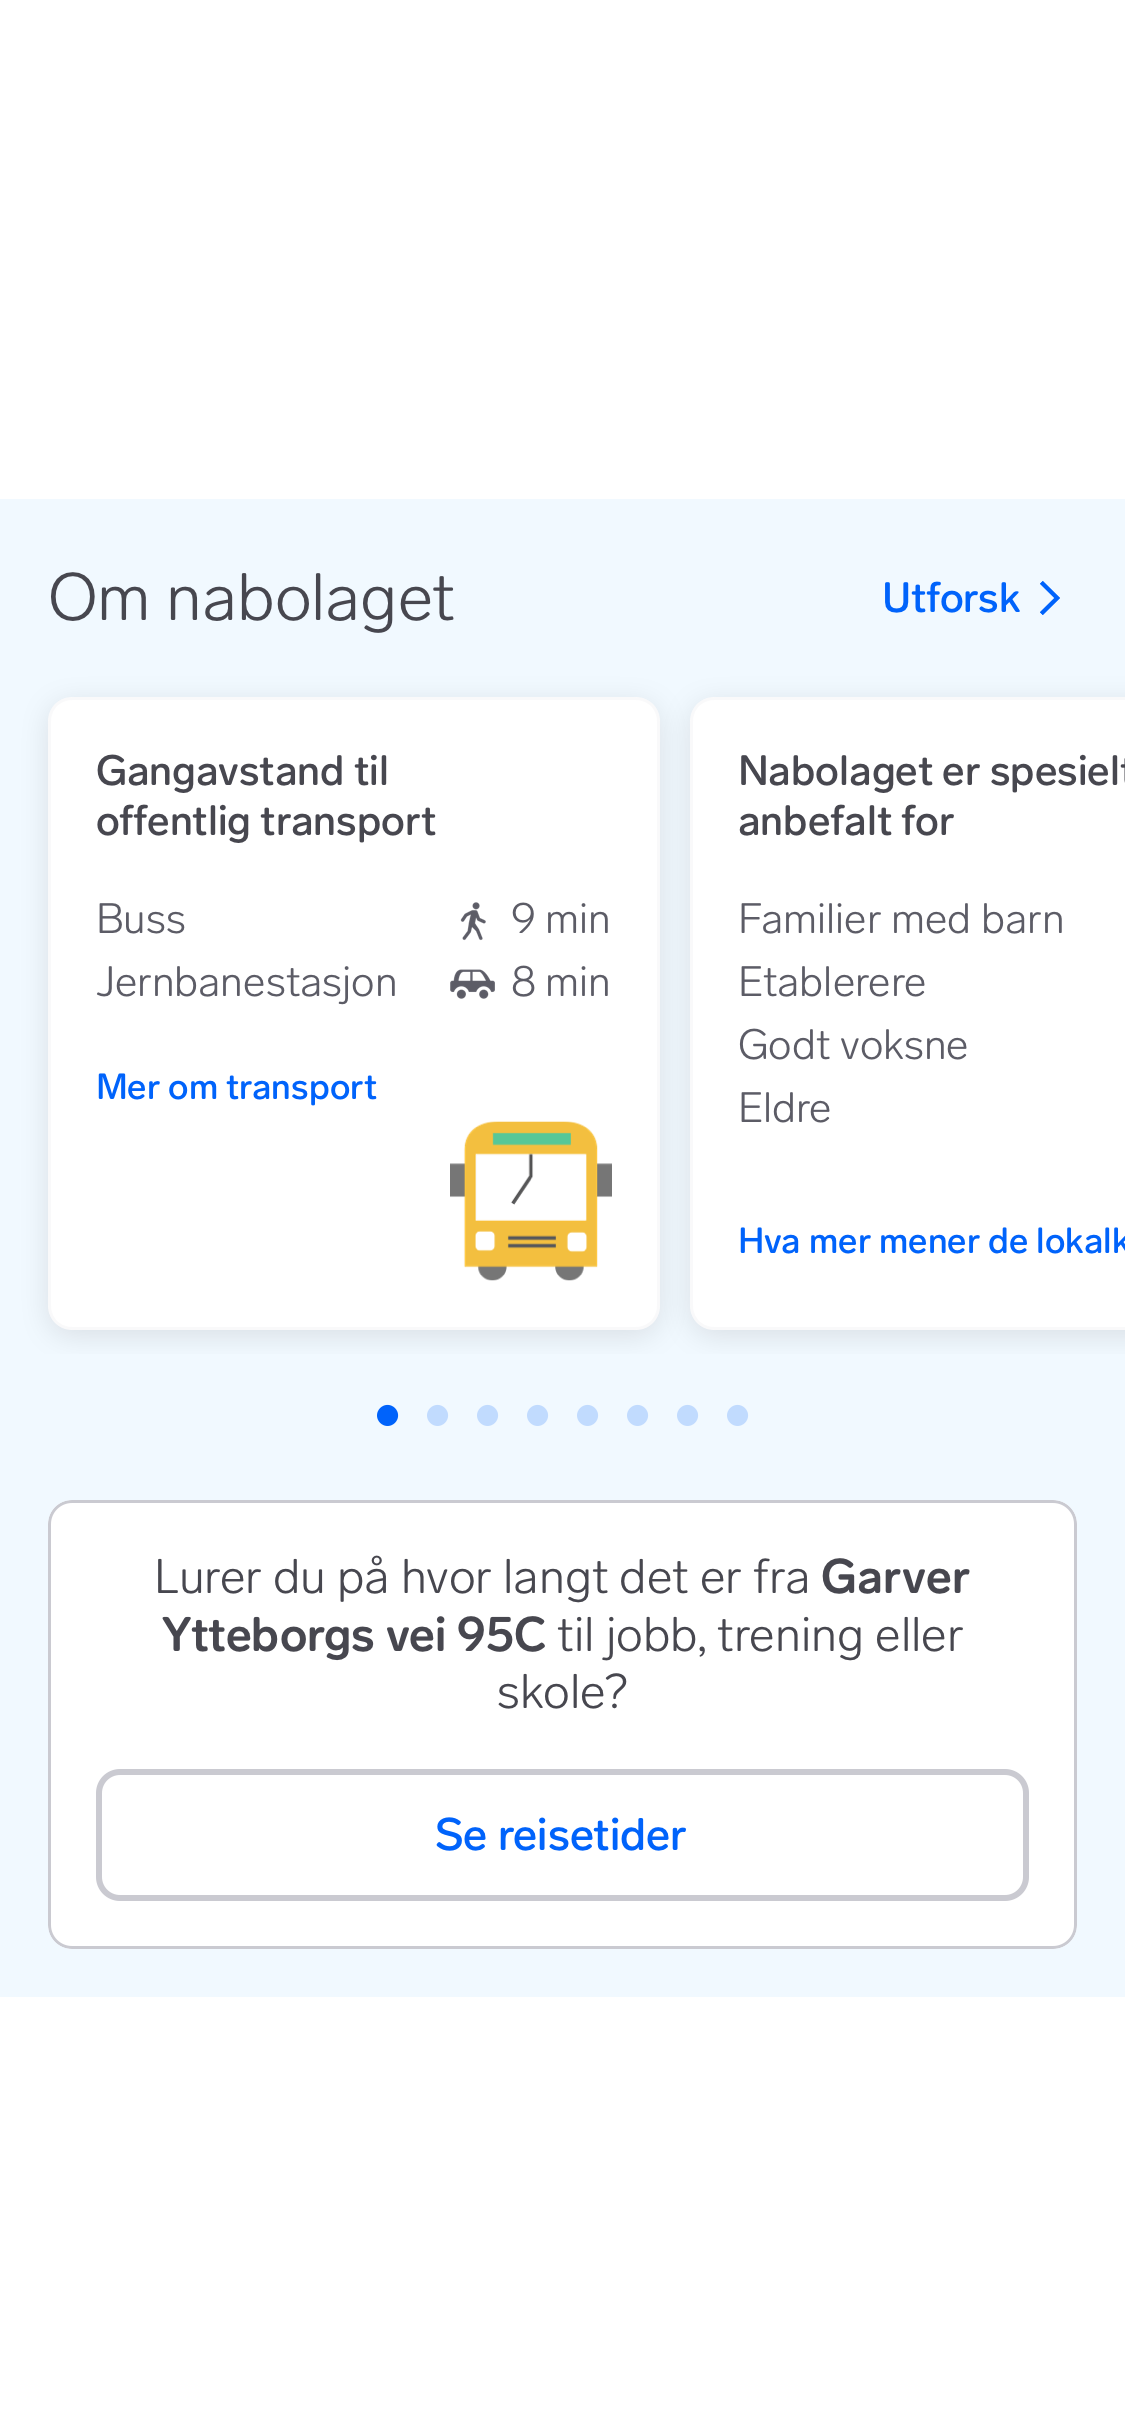 Om nabolaget
Utforsk
Gangavstand til
offentlig transport
Buss 9 min
Jernbanestasjon 8 min
Mer om transport
Nabolaget er spesielt
anbefalt for
Familier med barn
Etablerere
Godt voksne
Eldre
Hva mer mener de
Lurer du på hvor langt det er fra Garver
Ytteborgs vei 95C til jobb, trening eller
skole?
Se reisetider